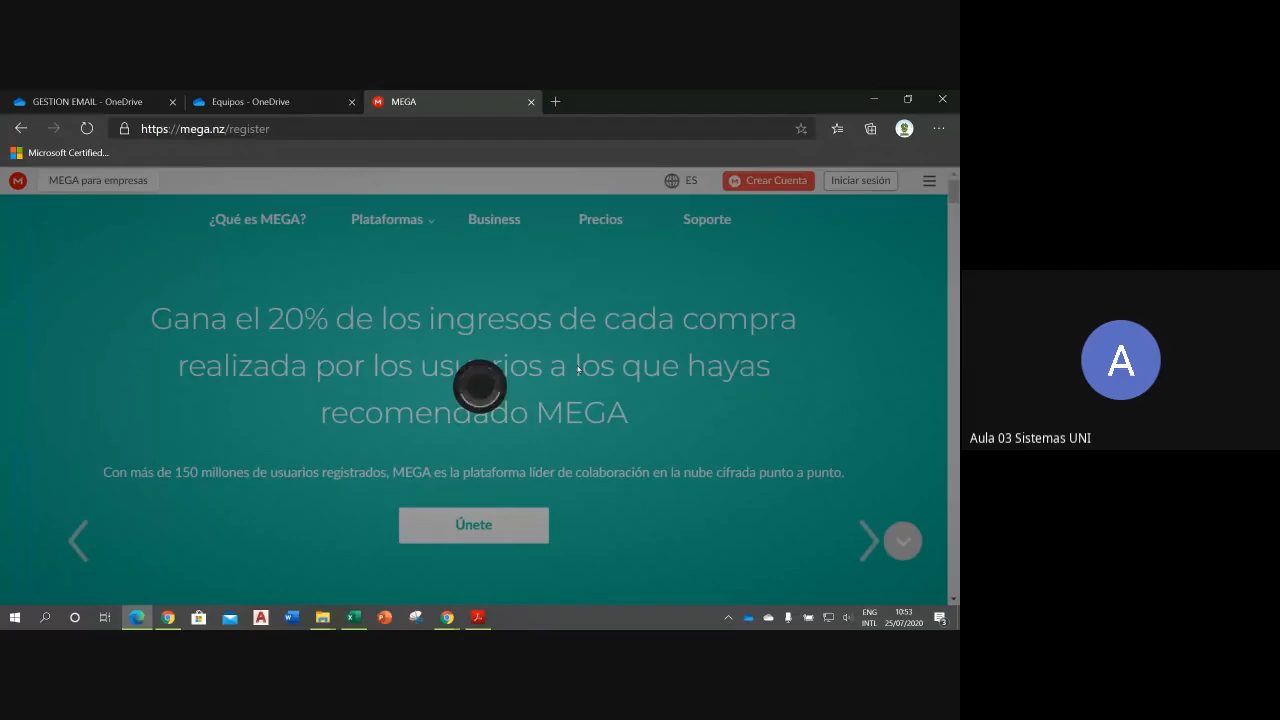 GESTION EMAIL - OneDrive
Equipos - OneDrive
MEGA
https://mega.nz/register
Microsoft Certified...
M
MEGA para empresas
ES
M Crear Cuenta
Iniciar sesión
¿Qué es MEGA?
Plataformas
Business
Precios
Soporte
Gana el 20% de los ingresos de cada compra
realizada por los usuarios a los que hayas
recomendado MEGA
Con más de 150 millones de usuarios registrados, MEGA es la plataforma líder de colaboración en la nube cifrada punto a punto.
Únete
A
Aula 03 Sistemas UNI
ENG
INTL
10:53
25/07/2020
3